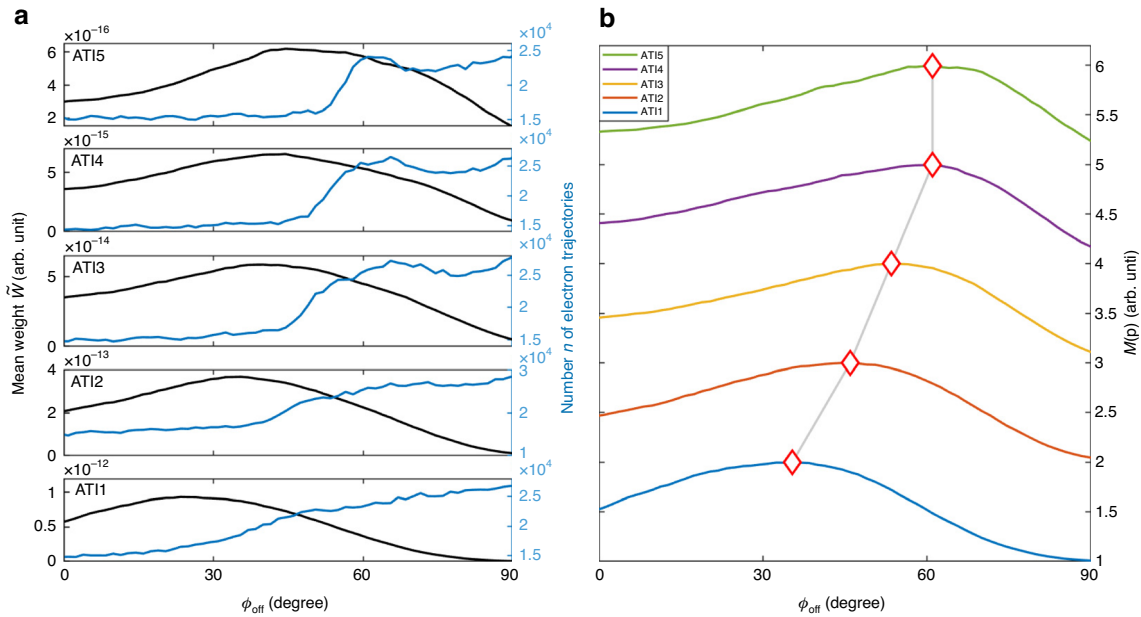 a
×10⁻¹⁶
×10⁴
ATI5
6
4
2
2.5
2
1.5
×10⁻¹⁵
×10⁴
ATI4
5
0
2.5
2
1.5
×10⁻¹⁴
×10⁴
ATI3
5
0
2.5
2
1.5
×10⁻¹³
×10⁴
ATI2
4
2
0
3
2
1
×10⁻¹²
×10⁴
ATI1
1
0.5
0
2.5
2
1.5
0 30 60 90
ϕoff (degree)
Mean weight W̃ (arb. unit)
Number n of electron trajectories
b
ATI5
ATI4
ATI3
ATI2
ATI1
6
5.5
5
4.5
4
3.5
3
2.5
2
1.5
1
0 30 60 90
ϕoff (degree)
M(p) (arb. unti)